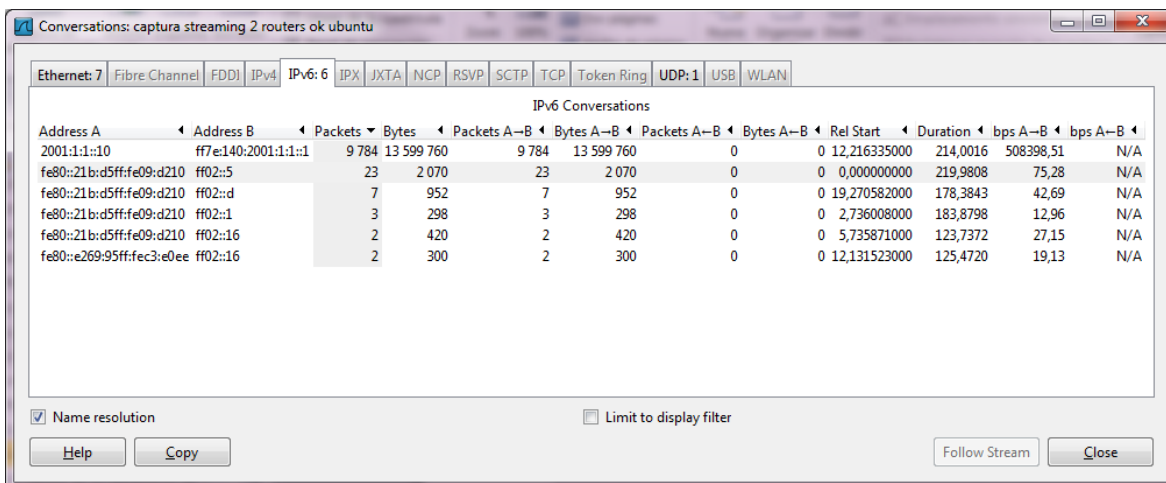 Conversations: captura streaming 2 routers ok ubuntu
Ethernet: 7 Fibre Channel FDDI IPv4 IPv6: 6 IPX JXTA NCP RSVP SCTP TCP Token Ring UDP: 1 USB WLAN
IPv6 Conversations
Address A Address B Packets Bytes Packets A→B Bytes A→B Packets A←B Bytes A←B Rel Start Duration bps A→B bps A←B
2001:1:1::10 ff7e:140:2001:1:1::1 9 784 13 599 760 9 784 13 599 760 0 0 12,216335000 214,0016 508398,51 N/A
fe80::21b:d5ff:fe09:d210 ff02::5 23 2 070 23 2 070 0 0 0,000000000 219,9808 75,28 N/A
fe80::21b:d5ff:fe09:d210 ff02::d 7 952 7 952 0 0 19,270582000 178,3843 42,69 N/A
fe80::21b:d5ff:fe09:d210 ff02::1 3 298 3 298 0 0 2,736008000 183,8798 12,96 N/A
fe80::21b:d5ff:fe09:d210 ff02::16 2 420 2 420 0 0 5,735871000 123,7372 27,15 N/A
fe80::e269:95ff:fec3:e0ee ff02::16 2 300 2 300 0 0 12,131523000 125,4720 19,13 N/A
Name resolution Limit to display filter
Help Copy Follow Stream Close